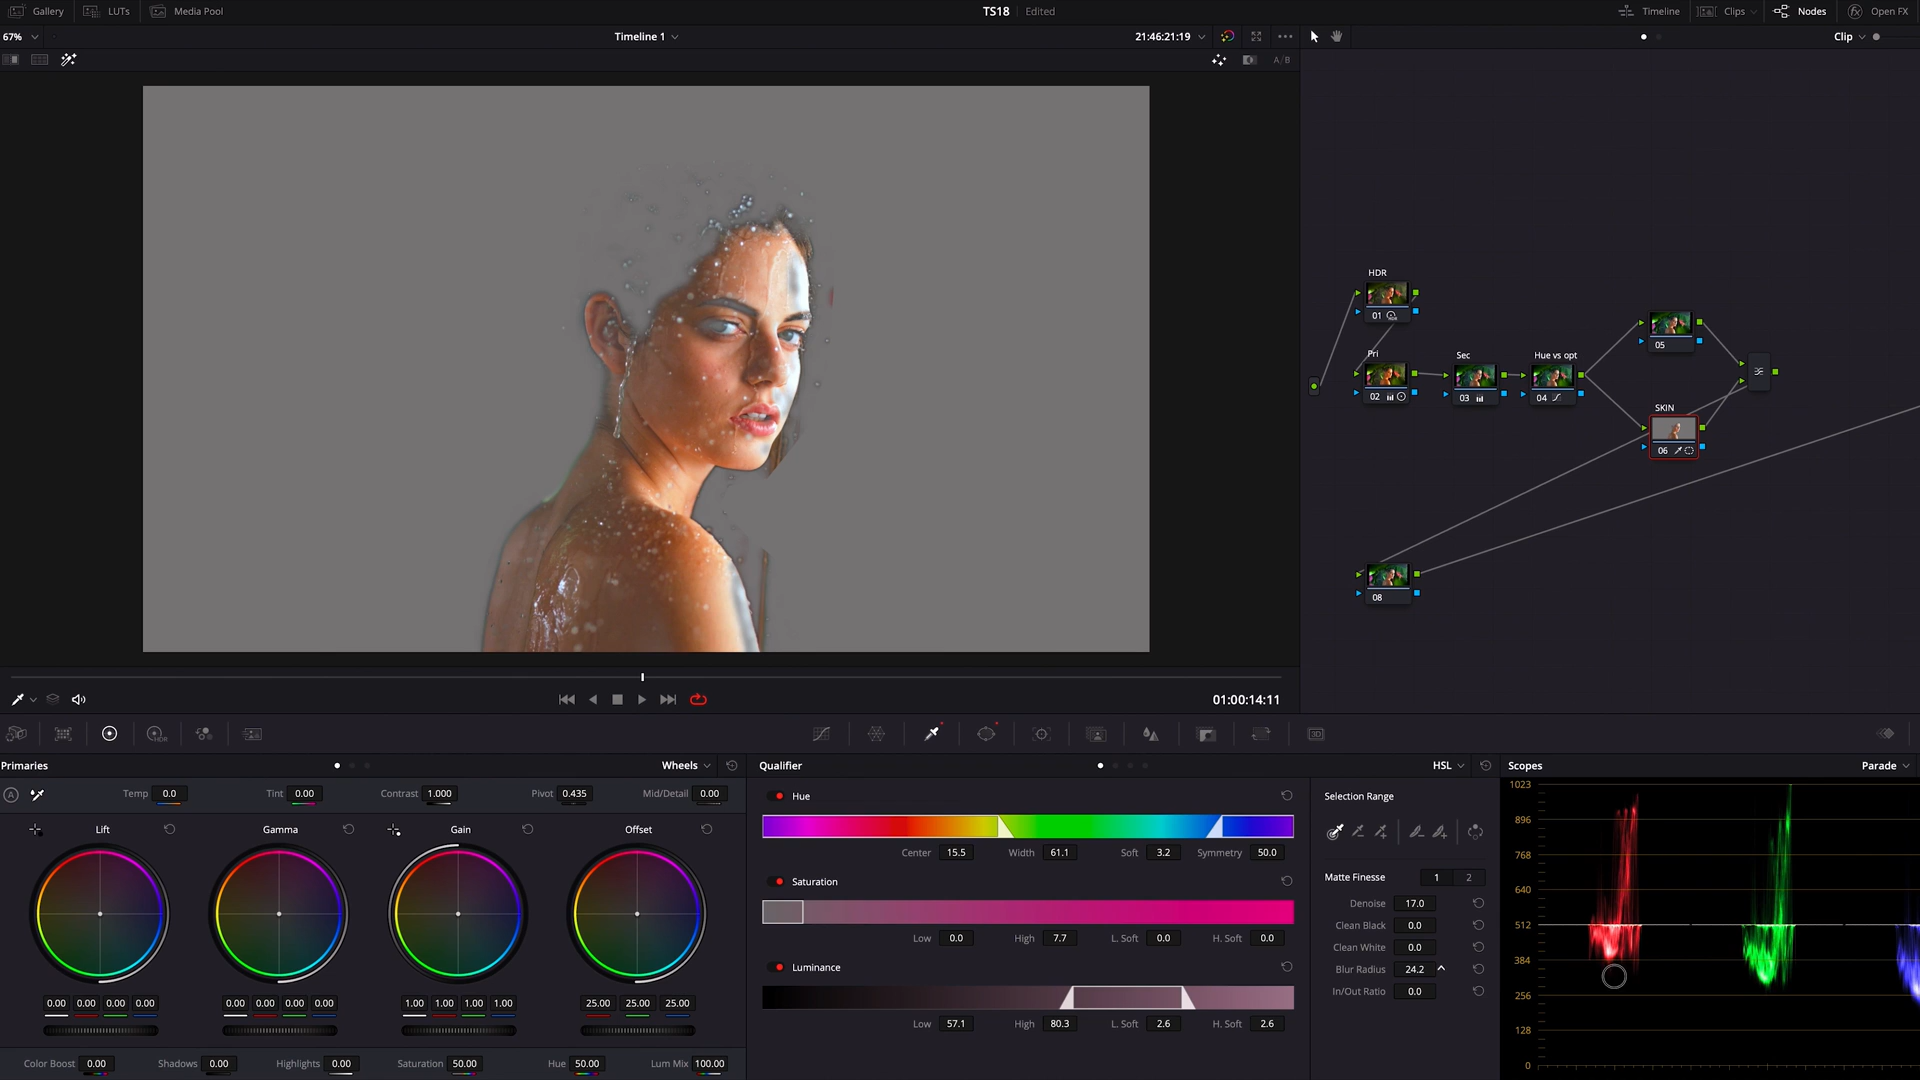 Gallery LUTs Media Pool TS18 Edited Timeline Clips Nodes fx Open FX
67% Timeline 1 21:46:21:19 Clip
A/B
HDR
01
Pri Sec Hue vs opt
02 03 04 05
SKIN
06
08
01:00:14:11
HDR 3D
Primaries Wheels Qualifier HSL Scopes Parade
A Temp 0.0 Tint 0.00 Contrast 1.000 Pivot 0.435 Mid/Detail 0.00
Lift Gamma Gain Offset
0.00 0.00 0.00 0.00 0.00 0.00 0.00 0.00 1.00 1.00 1.00 1.00 25.00 25.00 25.00
Color Boost 0.00 Shadows 0.00 Highlights 0.00 Saturation 50.00 Hue 50.00 Lum Mix 100.00
Hue
Center 15.5 Width 61.1 Soft 3.2 Symmetry 50.0
Saturation
Low 0.0 High 7.7 L. Soft 0.0 H. Soft 0.0
Luminance
Low 57.1 High 80.3 L. Soft 2.6 H. Soft 2.6
Selection Range
Matte Finesse 1 2
Denoise 17.0
Clean Black 0.0
Clean White 0.0
Blur Radius 24.2
In/Out Ratio 0.0
1023
896
768
640
512
384
256
128
0